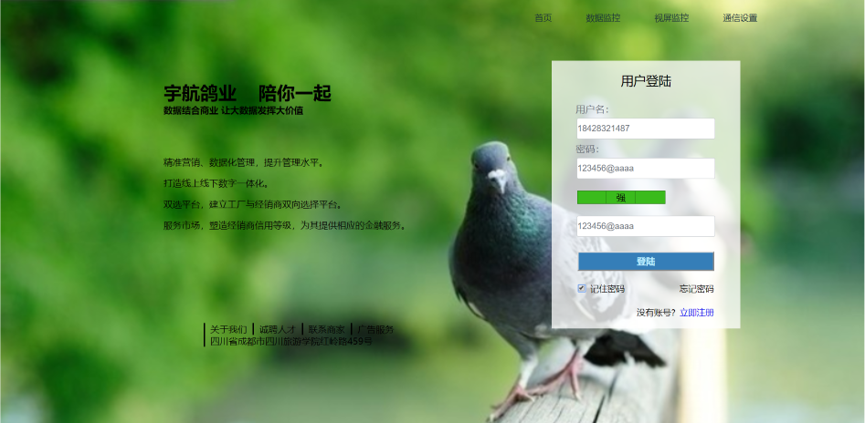 首页 数据监控 视屏监控 通信设置
宇航鸽业 陪你一起
数据结合商业 让大数据发挥大价值
精准营销，数据化管理，提升管理水平。
打造线上线下数字一体化。
双选平台，建立工厂与经销商双向选择平台。
服务市场，塑造经销商信用等级，为其提供相应的金融服务。
关于我们 诚聘人才 联系商家 广告服务
四川省成都市四川旅游学院红岭路459号
用户登陆
用户名：
18428321487
密码：
123456@aaaa
强
123456@aaaa
登陆
记住密码 忘记密码
没有账号？立即注册